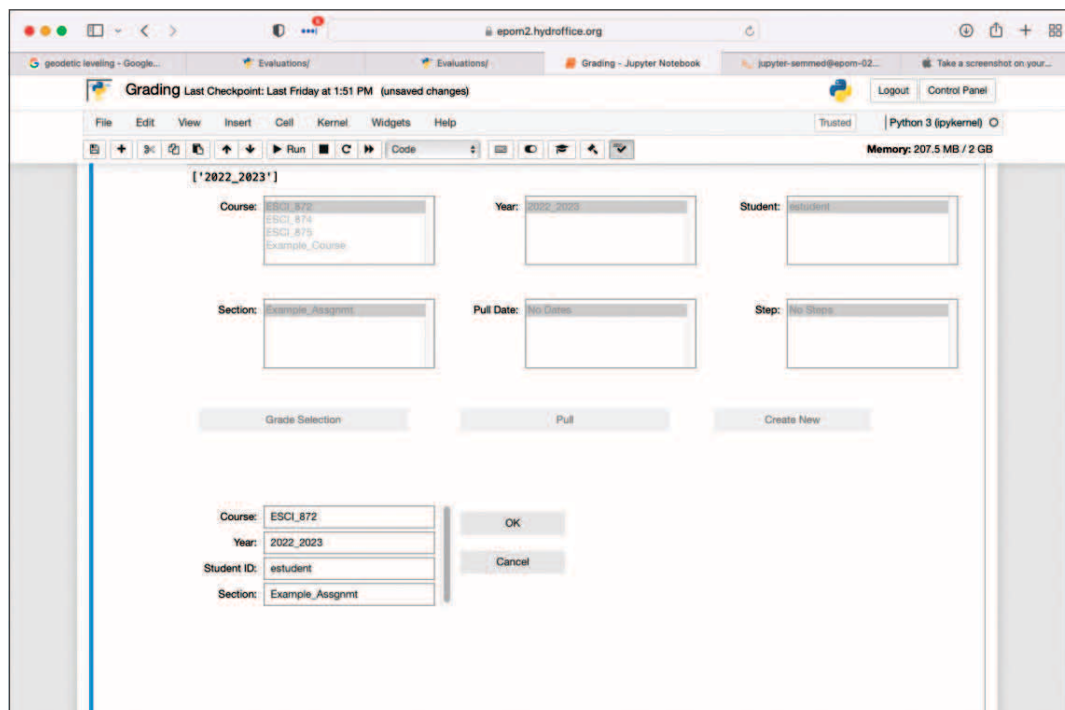 epom2.hydroffice.org
geodetic leveling - Google...
Evaluations/
Evaluations/
Grading - Jupyter Notebook
jupyter-semmed@epom-02...
Take a screenshot on your...
Grading Last Checkpoint: Last Friday at 1:51 PM (unsaved changes)
Logout
Control Panel
File Edit View Insert Cell Kernel Widgets Help
Trusted
Python 3 (ipykernel)
Run
Code
Memory: 207.5 MB / 2 GB
['2022_2023']
Course: ESCI_872
ESCI_874
ESCI_875
Example_Course
Year: 2022_2023
Student: estudent
Section: Example_Assgnmt
Pull Date: No Dates
Step: No Steps
Grade Selection
Pull
Create New
Course: ESCI_872
Year: 2022_2023
Student ID: estudent
Section: Example_Assgnmt
OK
Cancel